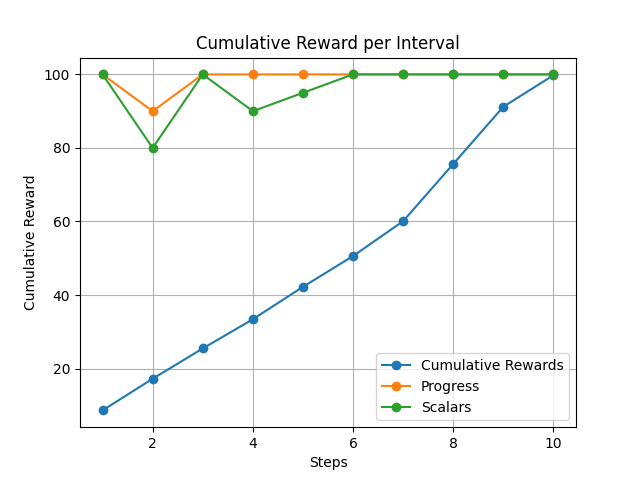 Cumulative Reward per Interval
Cumulative Reward
100
80
60
40
20
Cumulative Rewards
Progress
Scalars
2
4
6
8
10
Steps